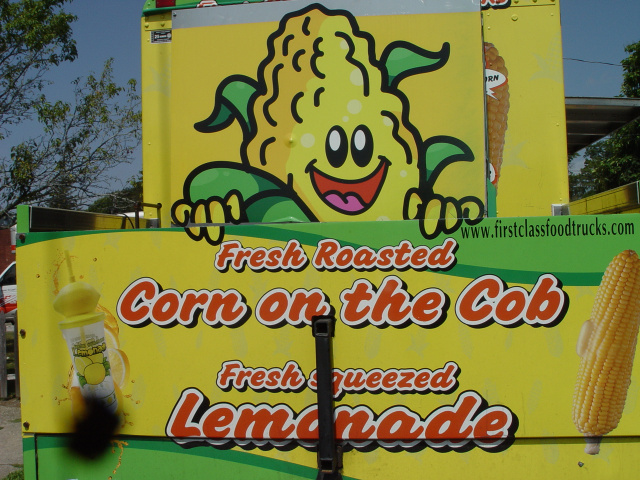 www.firstclassfoodtrucks.com
Fresh Roasted
Corn on the Cob
Fresh squeezed
Lemonade